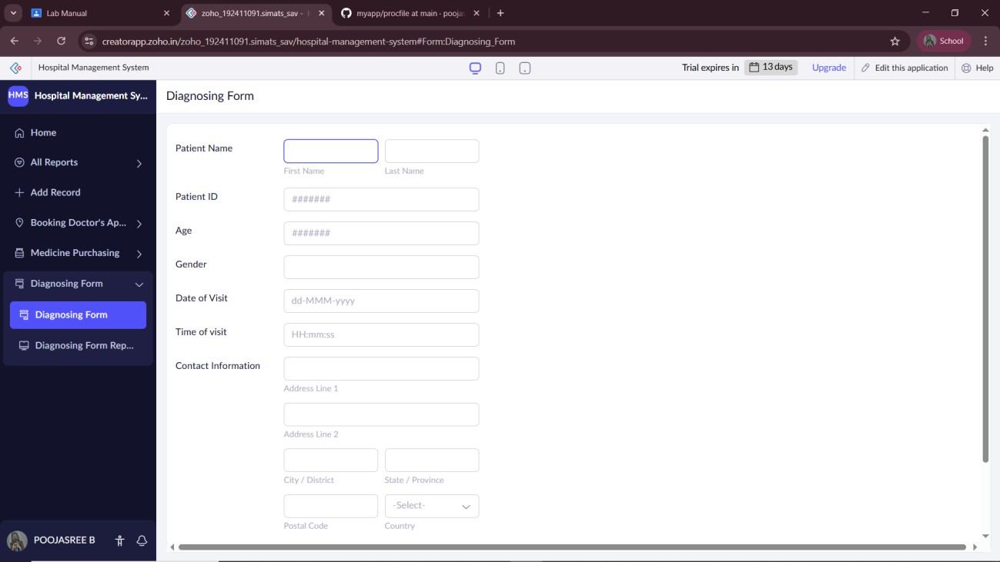 Lab Manual
zoho_192411091.simats_sav -
myapp/procfile at main · pooja
creatorapp.zoho.in/zoho_192411091.simats_sav/hospital-management-system#Form:Diagnosing_Form
School
Hospital Management System
Trial expires in 13 days Upgrade Edit this application Help
HMS Hospital Management Sy...
Diagnosing Form
Home
All Reports
Add Record
Booking Doctor's Ap...
Medicine Purchasing
Diagnosing Form
Diagnosing Form
Diagnosing Form Rep...
POOJASREE B
Patient Name
First Name Last Name
Patient ID #######
Age #######
Gender
Date of Visit dd-MMM-yyyy
Time of visit HH:mm:ss
Contact Information
Address Line 1
Address Line 2
City / District State / Province
-Select-
Postal Code Country